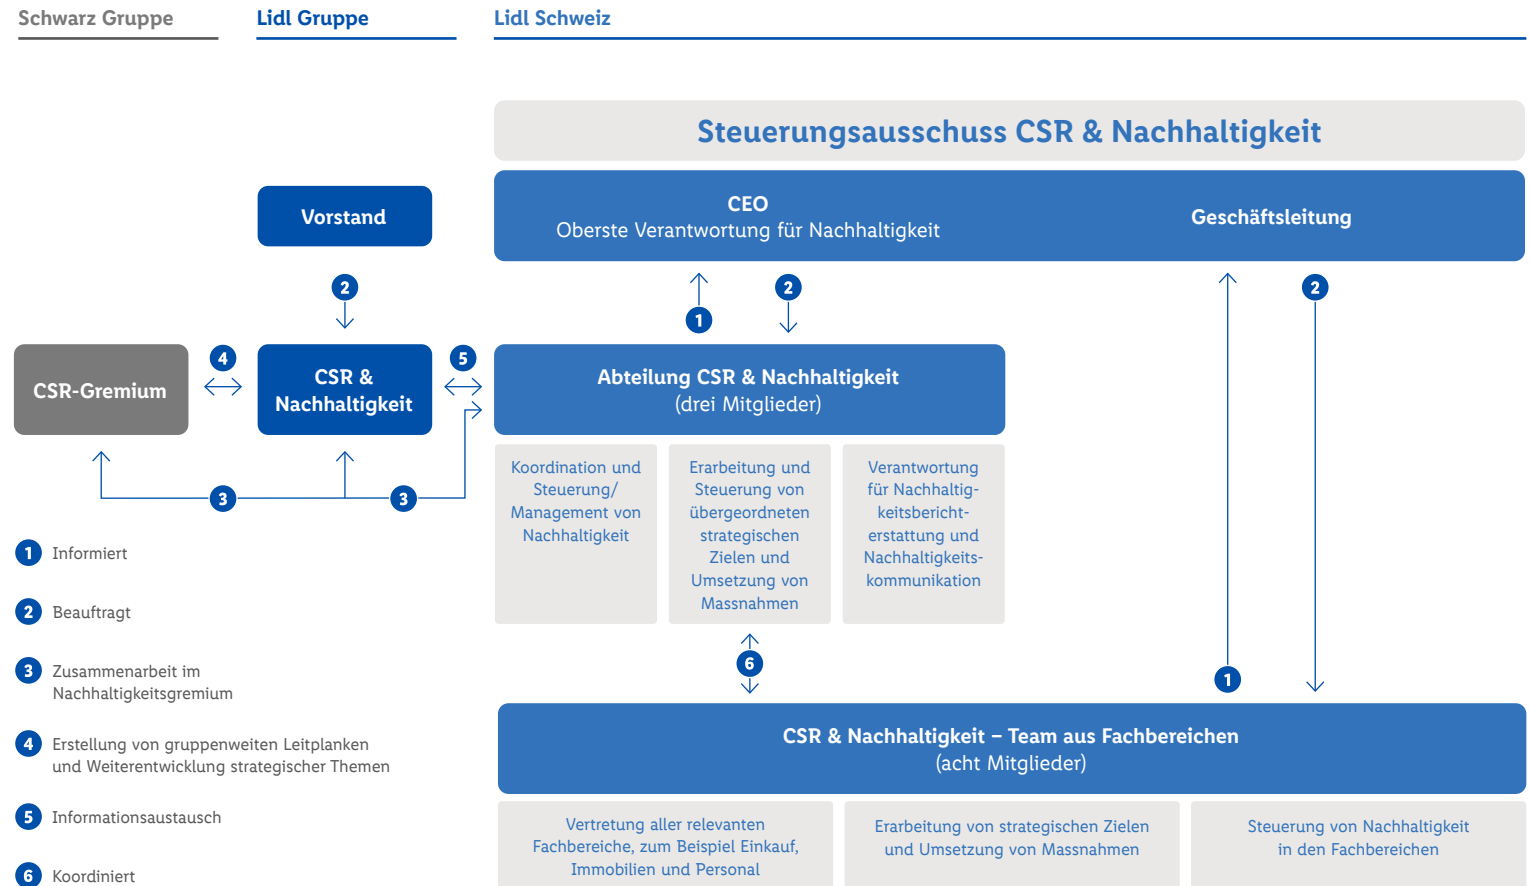 Schwarz Gruppe
Lidl Gruppe
Lidl Schweiz
Steuerungsausschuss CSR & Nachhaltigkeit
Vorstand
CEO
Oberste Verantwortung für Nachhaltigkeit
Geschäftsleitung
2
1
2
1
2
CSR-Gremium
4
CSR &
Nachhaltigkeit
5
Abteilung CSR & Nachhaltigkeit
(drei Mitglieder)
3
3
Koordination und
Steuerung/
Management von
Nachhaltigkeit
Erarbeitung und
Steuerung von
übergeordneten
strategischen
Zielen und
Umsetzung von
Massnahmen
Verantwortung
für Nachhaltig-
keitsbericht-
erstattung und
Nachhaltigkeits-
kommunikation
6
CSR & Nachhaltigkeit – Team aus Fachbereichen
(acht Mitglieder)
Vertretung aller relevanten
Fachbereiche, zum Beispiel Einkauf,
Immobilien und Personal
Erarbeitung von strategischen Zielen
und Umsetzung von Massnahmen
Steuerung von Nachhaltigkeit
in den Fachbereichen
1 Informiert
2 Beauftragt
3 Zusammenarbeit im
Nachhaltigkeitsgremium
4 Erstellung von gruppenweiten Leitplanken
und Weiterentwicklung strategischer Themen
5 Informationsaustausch
6 Koordiniert